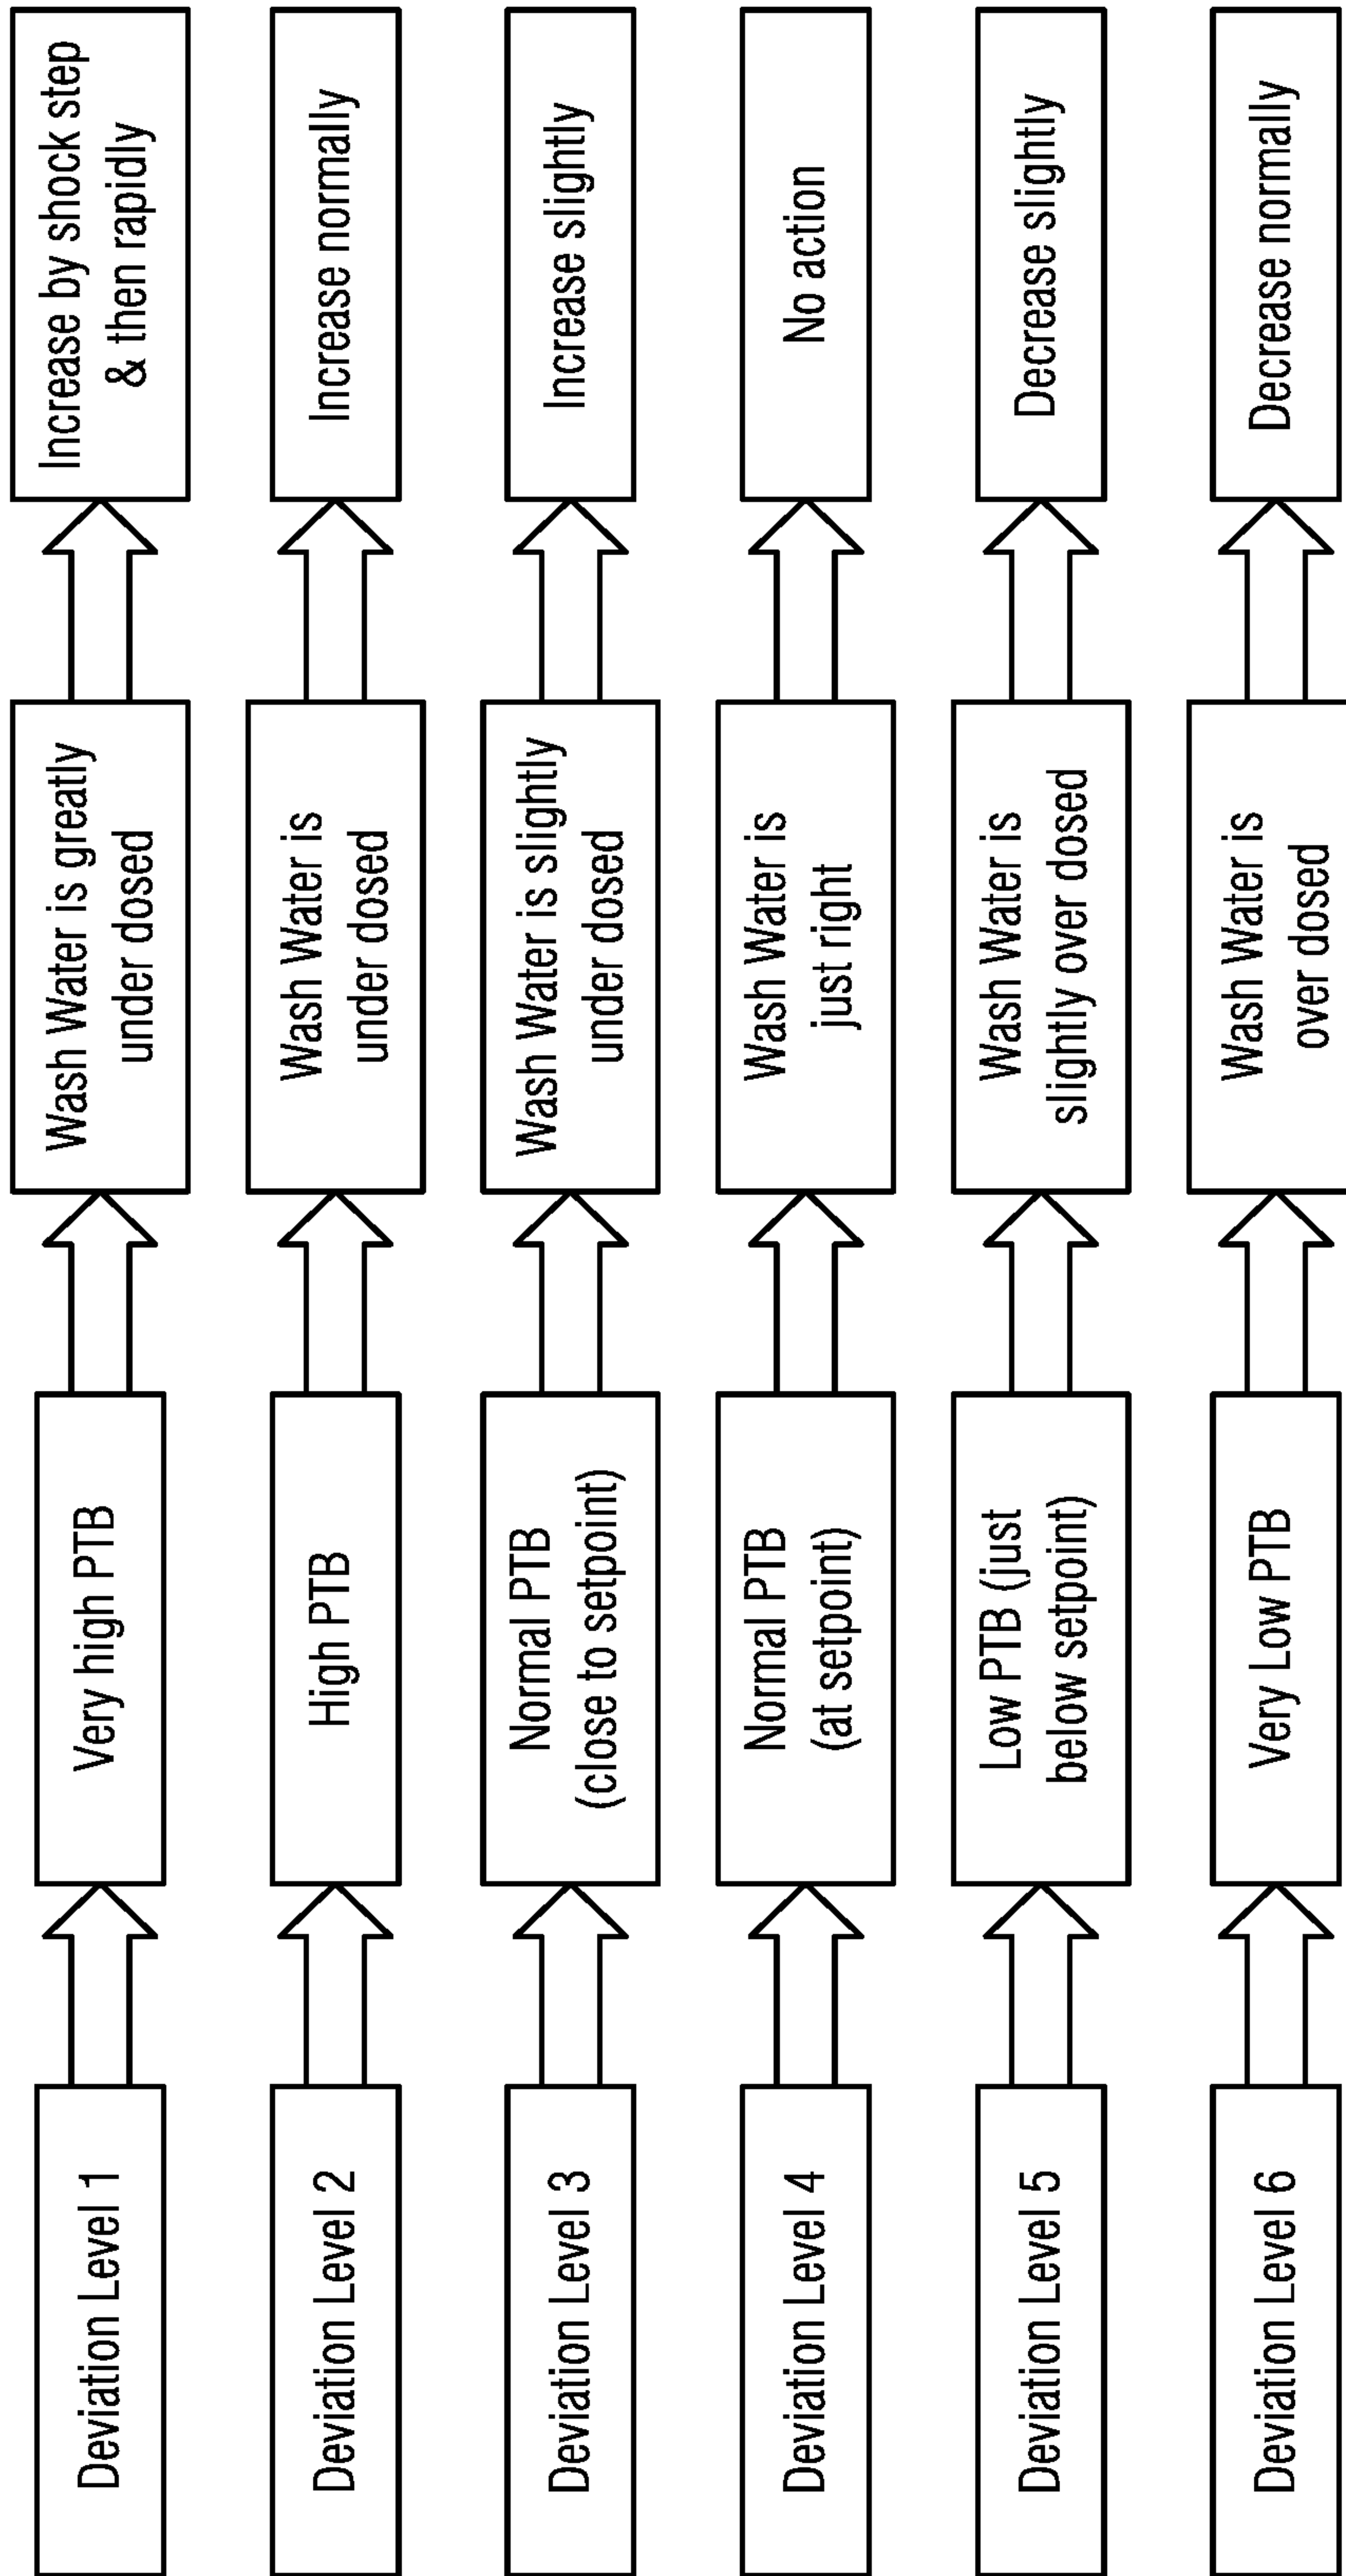 Deviation Level 1
Very high PTB
Wash Water is greatly
under dosed
Increase by shock step
& then rapidly
Deviation Level 2
High PTB
Wash Water is
under dosed
Increase normally
Deviation Level 3
Normal PTB
(close to setpoint)
Wash Water is slightly
under dosed
Increase slightly
Deviation Level 4
Normal PTB
(at setpoint)
Wash Water is
just right
No action
Deviation Level 5
Low PTB (just
below setpoint)
Wash Water is
slightly over dosed
Decrease slightly
Deviation Level 6
Very Low PTB
Wash Water is
over dosed
Decrease normally